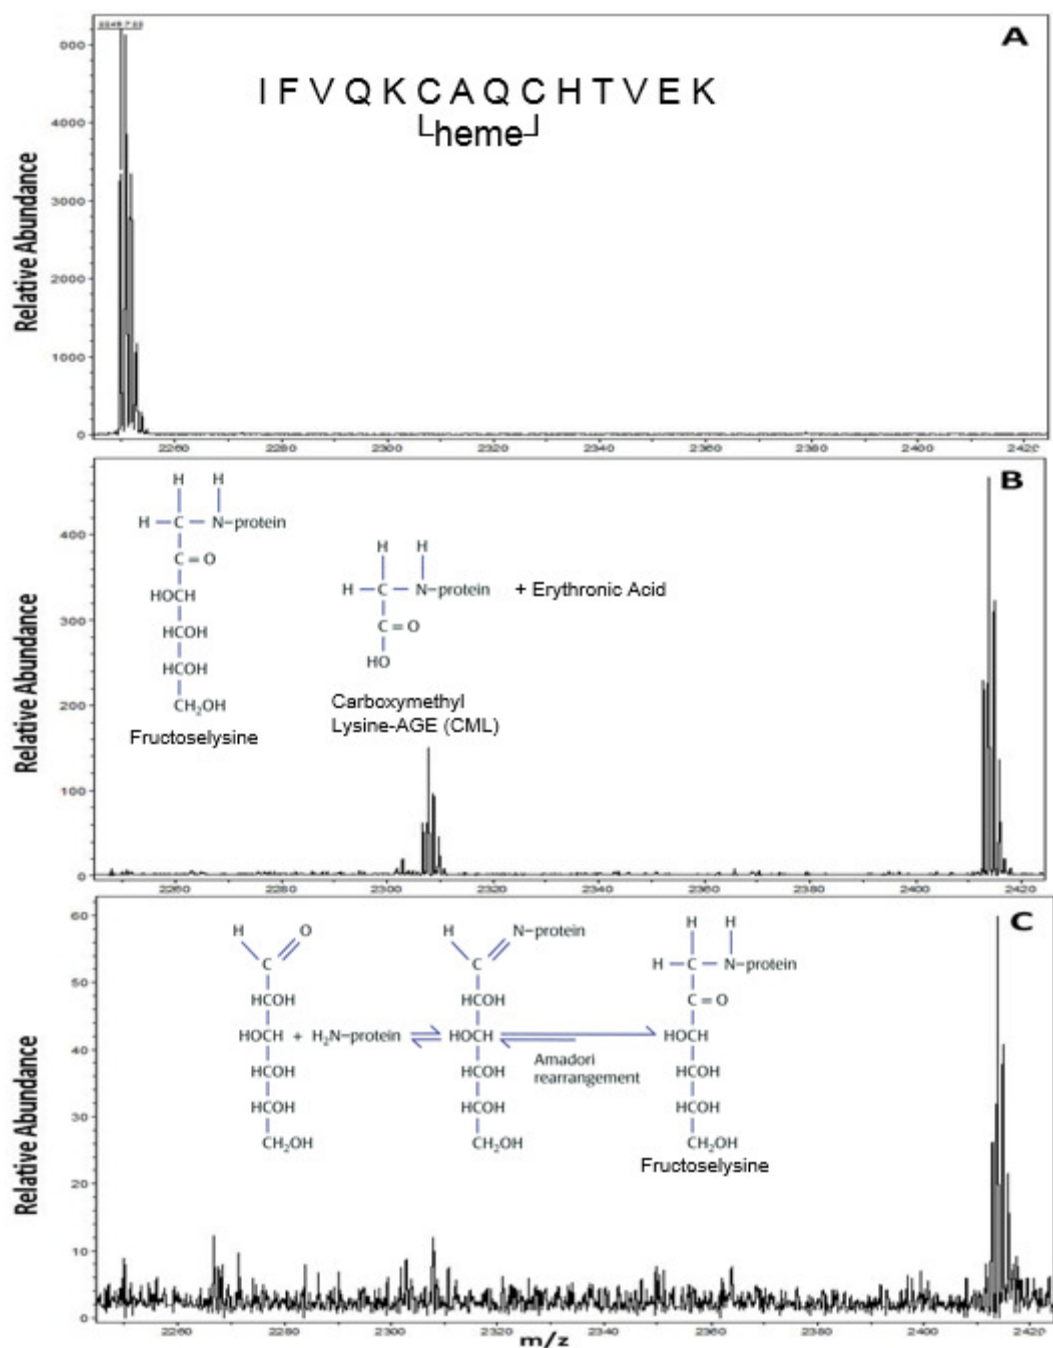 A
I F V Q K C A Q C H T V E K
heme
Relative Abundance
000
4000
3000
2000
1000
0
2260 2280 2300 2320 2340 2360 2380 2400 2420
B
Relative Abundance
400
300
200
100
0
H H
H — C — N–protein
C = O
HOCH
HCOH
HCOH
CH₂OH
Fructoselysine
H H
H — C — N–protein
C = O
HO
+ Erythronic Acid
Carboxymethyl
Lysine-AGE (CML)
2260 2280 2300 2320 2340 2360 2380 2400 2420
C
Relative Abundance
60
50
40
30
20
10
0
H O
C
HCOH
HOCH + H₂N–protein
HCOH
HCOH
CH₂OH
H N–protein
C
HCOH
HOCH
HCOH
HCOH
CH₂OH
Amadori
rearrangement
H H
H — C — N–protein
C = O
HOCH
HCOH
HCOH
CH₂OH
Fructoselysine
2260 2280 2300 2320 2340 2360 2380 2400 2420
m/z